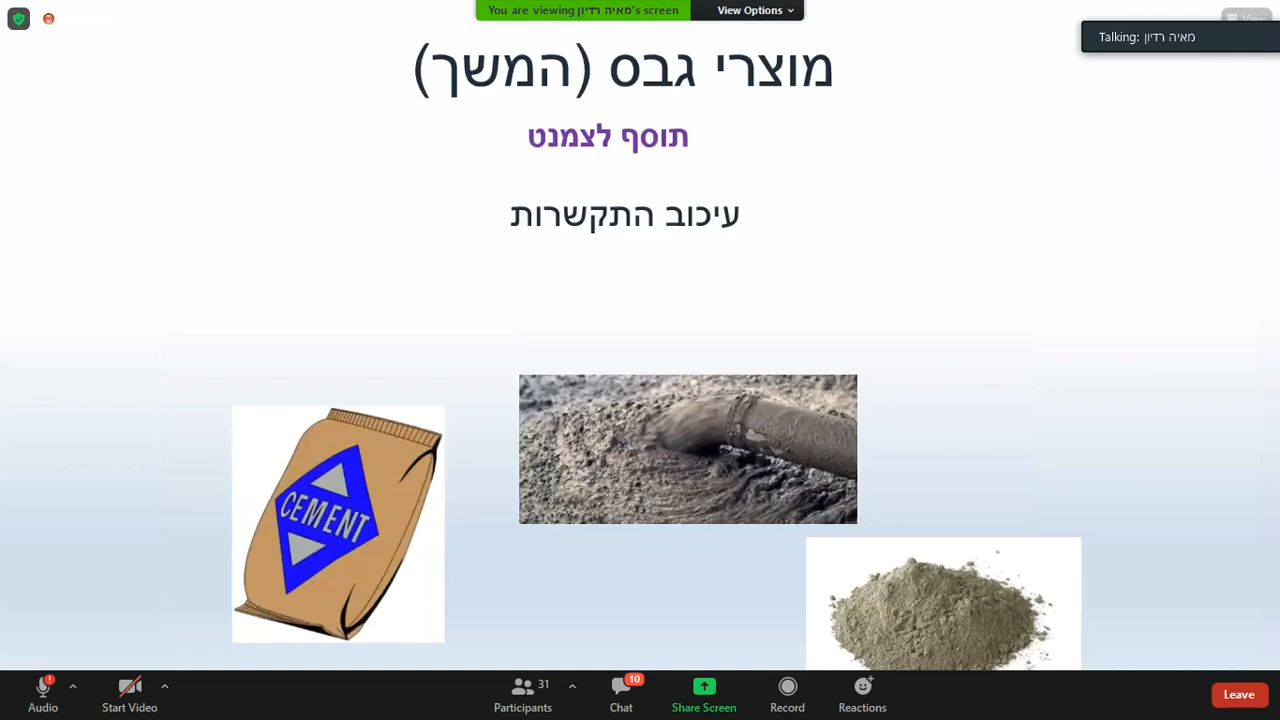 You are viewing מאיה רדיון's screen
View Options
View
Talking: מאיה רדיון
מוצרי גבס (המשך)
תוסף לצמנט
עיכוב התקשרות
CEMENT
Audio
Start Video
31
Participants
10
Chat
Share Screen
Record
Reactions
Leave